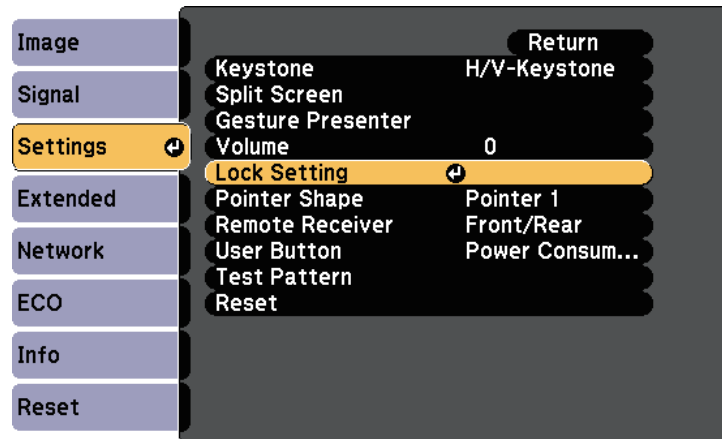 Image
Signal
Settings
Extended
Network
ECO
Info
Reset
Return
Keystone H/V-Keystone
Split Screen
Gesture Presenter
Volume 0
Lock Setting
Pointer Shape Pointer 1
Remote Receiver Front/Rear
User Button Power Consum...
Test Pattern
Reset